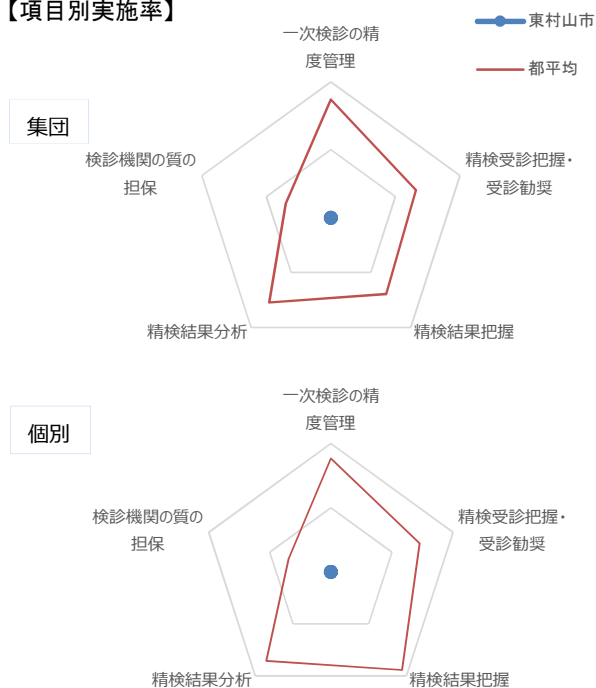 【項目別実施率】
東村山市
都平均
集団
一次検診の精
度管理
精検受診把握・
受診勧奨
精検結果把握
精検結果分析
検診機関の質の
担保
個別
一次検診の精
度管理
精検受診把握・
受診勧奨
精検結果把握
精検結果分析
検診機関の質の
担保